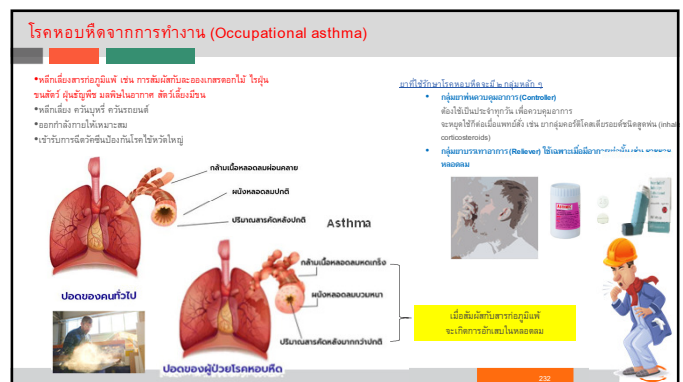 โรคหอบหืดจากการทำงาน (Occupational asthma)
•หลีกเลี่ยงสารก่อภูมิแพ้ เช่น การสัมผัสกับละอองเกสรดอกไม้ ไรฝุ่น
ขนสัตว์ ฝุ่นธัญพืช มลพิษในอากาศ สัตว์เลี้ยงมีขน
•หลีกเลี่ยง ควันบุหรี่ ควันรถยนต์
•ออกกำลังกายให้เหมาะสม
•เข้ารับการฉีดวัคซีนป้องกันโรคไข้หวัดใหญ่
ยาที่ใช้รักษาโรคหอบหืดจะมี ๒ กลุ่มหลัก ๆ
• กลุ่มยาพ่นควบคุมอาการ (Controller)
ต้องใช้เป็นประจำทุกวัน เพื่อควบคุมอาการ
จะหยุดใช้ก็ต่อเมื่อแพทย์สั่ง เช่น ยากลุ่มคอร์ติโคสเตียรอยด์ชนิดสูดพ่น (inhal
corticosteroids)
• กลุ่มยาบรรเทาอาการ (Reliever) ใช้เฉพาะเมื่อมีอาการ
หลอดลม
กล้ามเนื้อหลอดลมผ่อนคลาย
ผนังหลอดลมปกติ
ปริมาณสารคัดหลั่งปกติ
Asthma
ปอดของคนทั่วไป
กล้ามเนื้อหลอดลมหดเกร็ง
ผนังหลอดลมบวมหนา
ปริมาณสารคัดหลั่งมากกว่าปกติ
ปอดของผู้ป่วยโรคหอบหืด
เมื่อสัมผัสกับสารก่อภูมิแพ้
จะเกิดการอักเสบในหลอดลม
232